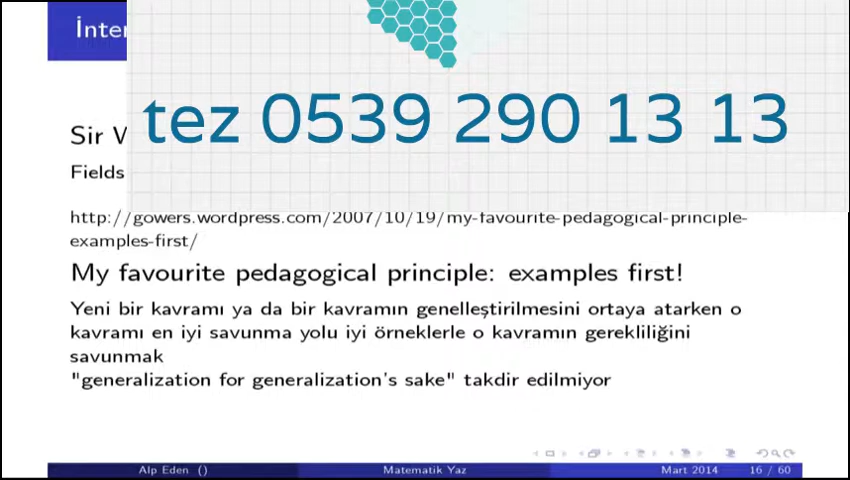 İnter
tez 0539 290 13 13
Sir W
Fields
http://gowers.wordpress.com/2007/10/19/my-favourite-pedagogical-principle-
examples-first/
My favourite pedagogical principle: examples first!
Yeni bir kavramı ya da bir kavramın genelleştirilmesini ortaya atarken o
kavramı en iyi savunma yolu iyi örneklerle o kavramın gerekliliğini
savunmak
"generalization for generalization's sake" takdir edilmiyor
Alp Eden () Matematik Yaz Mart 2014 16 / 60